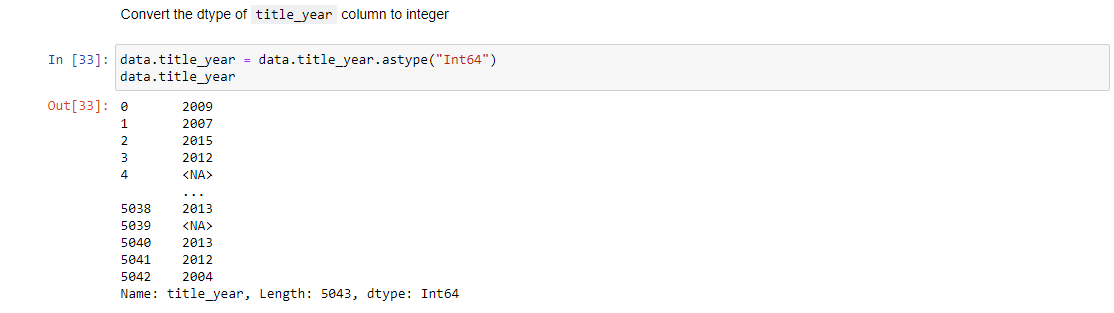 Convert the dtype of title_year column to integer
In [33]: data.title_year = data.title_year.astype("Int64")
data.title_year
Out[33]: 0       2009
1       2007
2       2015
3       2012
4       <NA>
...
5038    2013
5039    <NA>
5040    2013
5041    2012
5042    2004
Name: title_year, Length: 5043, dtype: Int64